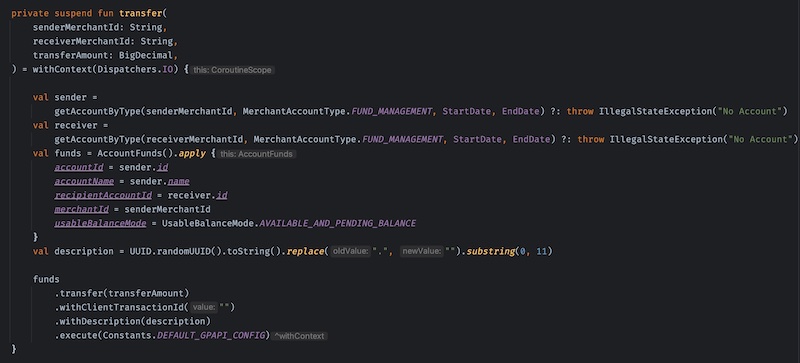 private suspend fun transfer(
    senderMerchantId: String,
    receiverMerchantId: String,
    transferAmount: BigDecimal,
) = withContext(Dispatchers.IO) { this: CoroutineScope
    val sender =
        getAccountByType(senderMerchantId, MerchantAccountType.FUND_MANAGEMENT, StartDate, EndDate) ?: throw IllegalStateException("No Account")
    val receiver =
        getAccountByType(receiverMerchantId, MerchantAccountType.FUND_MANAGEMENT, StartDate, EndDate) ?: throw IllegalStateException("No Account")
    val funds = AccountFunds().apply { this: AccountFunds
        accountId = sender.id
        accountName = sender.name
        recipientAccountId = receiver.id
        merchantId = senderMerchantId
        usableBalanceMode = UsableBalanceMode.AVAILABLE_AND_PENDING_BALANCE
    }
    val description = UUID.randomUUID().toString().replace( oldValue: ".", newValue: "").substring(0, 11)
    funds
        .transfer(transferAmount)
        .withClientTransactionId( value: "")
        .withDescription(description)
        .execute(Constants.DEFAULT_GPAPI_CONFIG) ^withContext
}